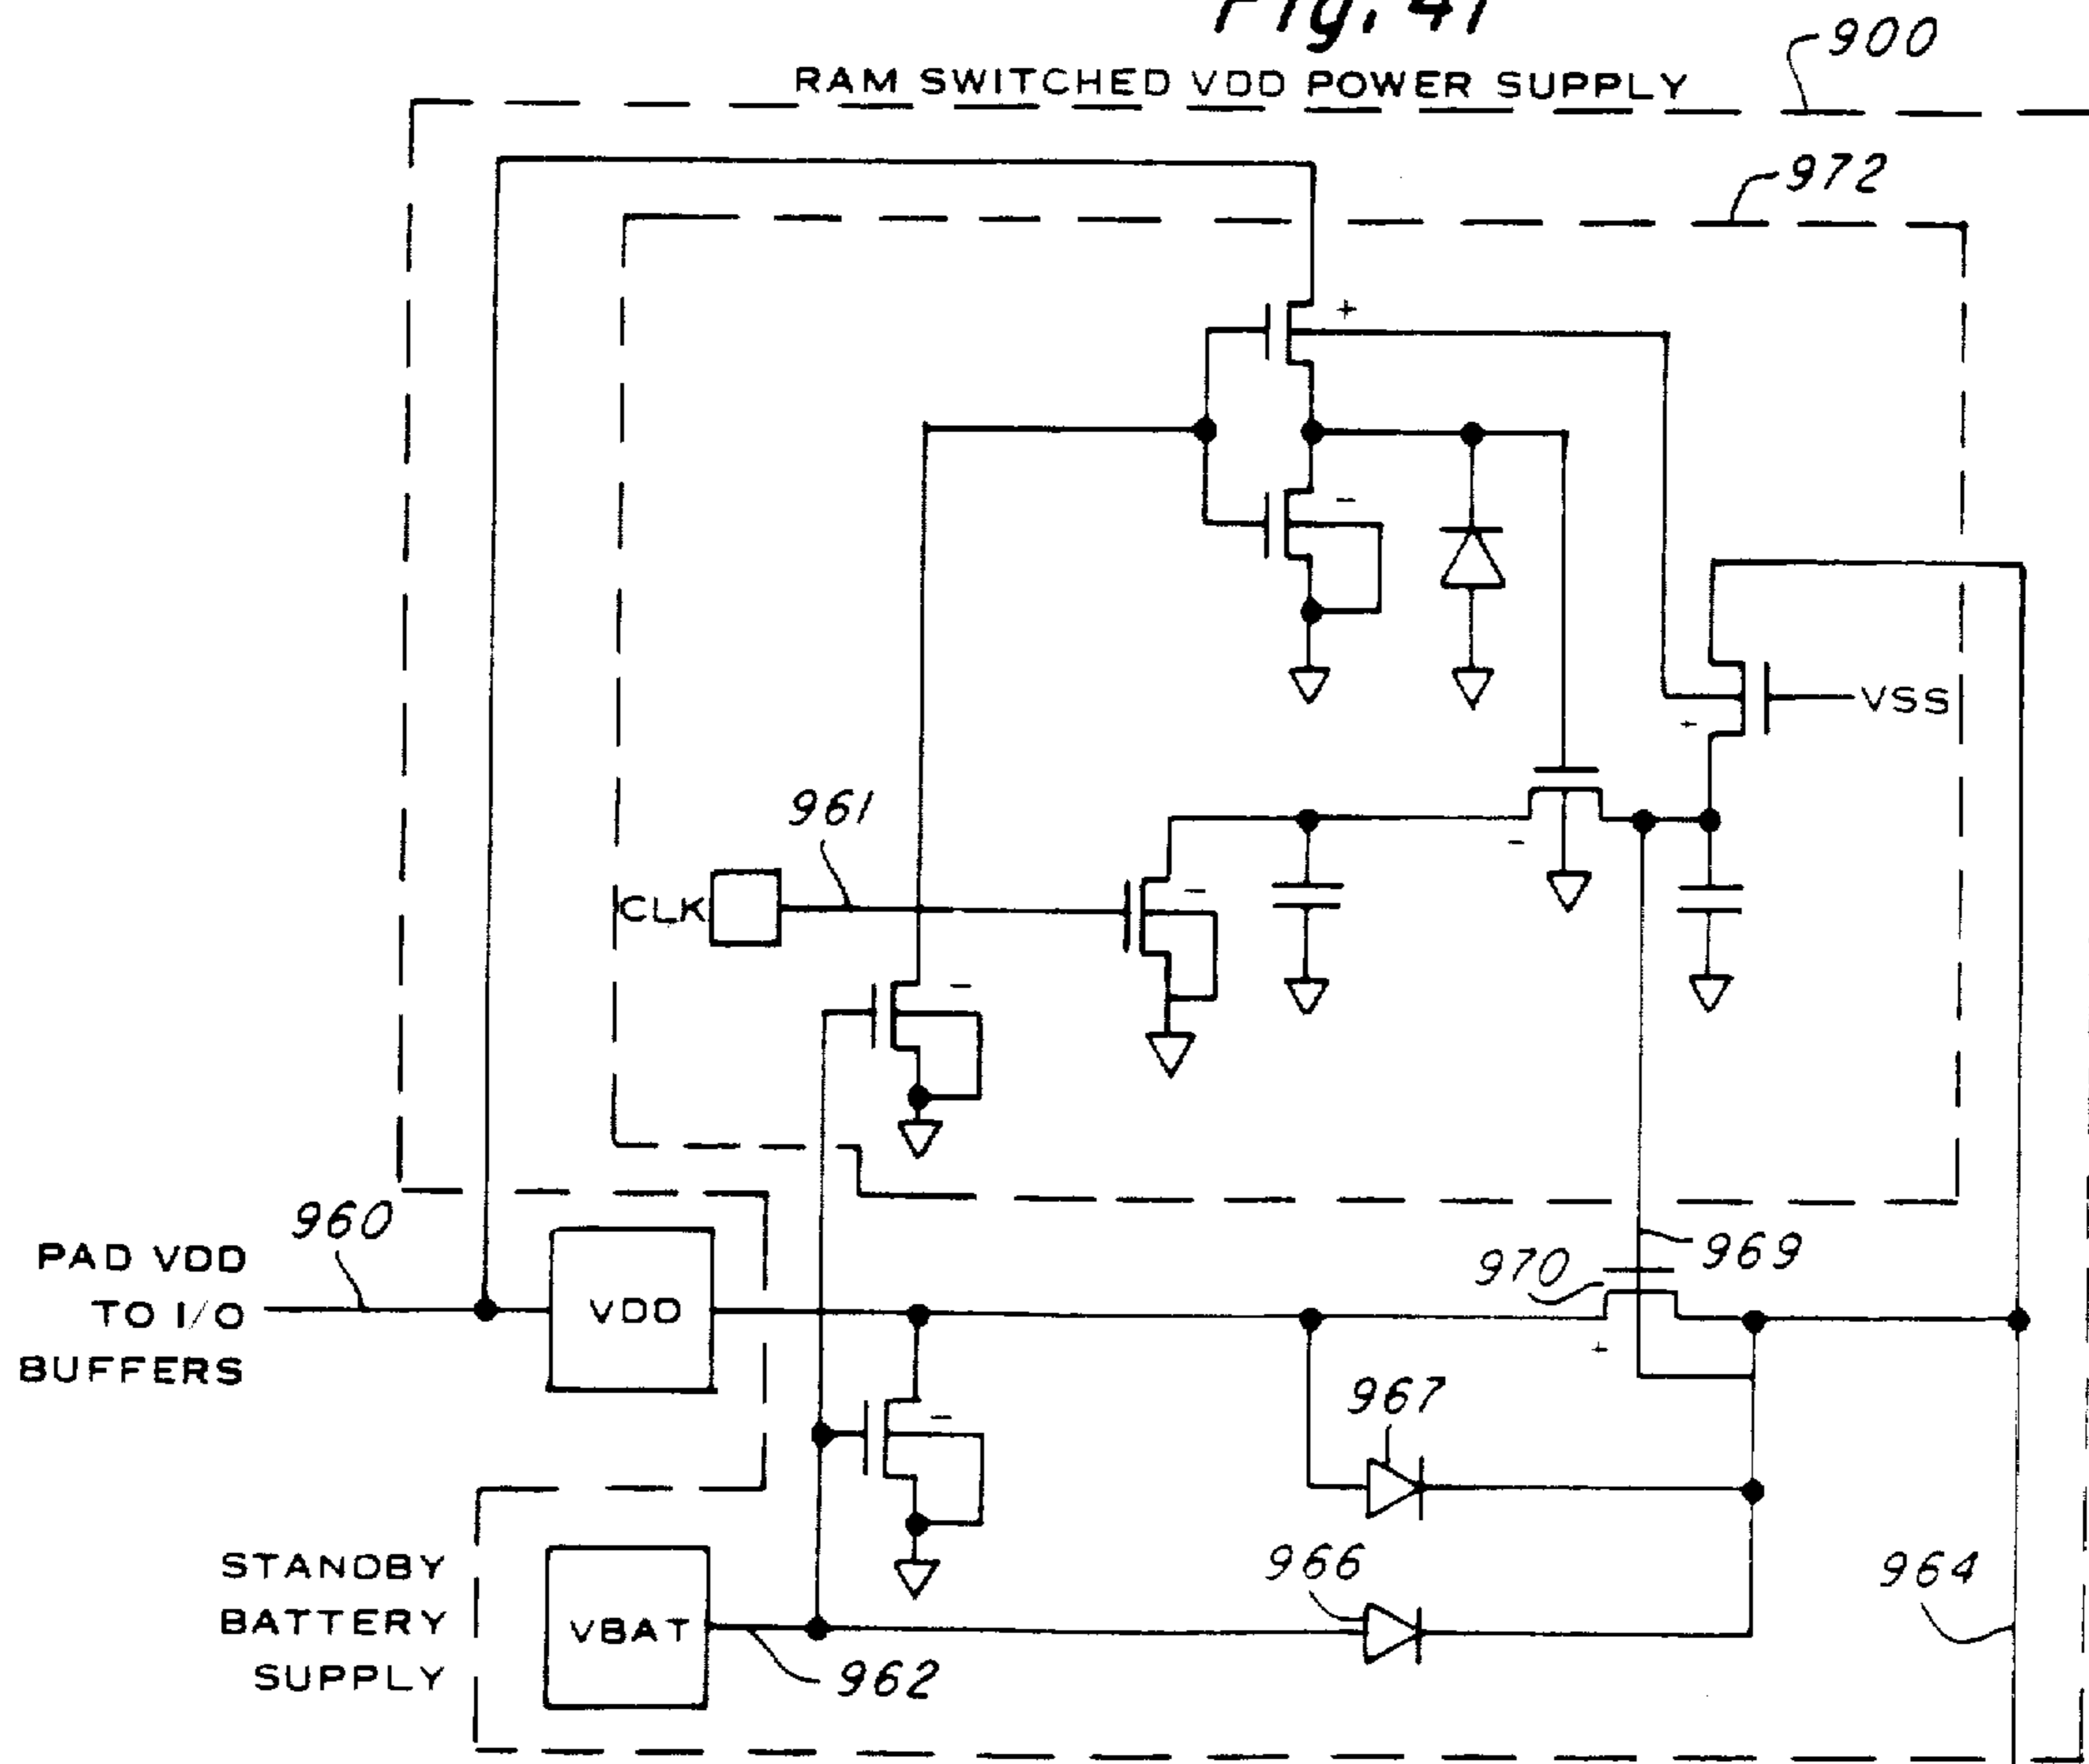 Fig. 41
RAM SWITCHED VDD POWER SUPPLY
900
972
+
-
VSS
+
961
-
CLK
-
-
960
PAD VDD
TO I/O
BUFFERS
VDD
970
969
+
967
-
STANDBY
BATTERY
SUPPLY
VBAT
966
964
962